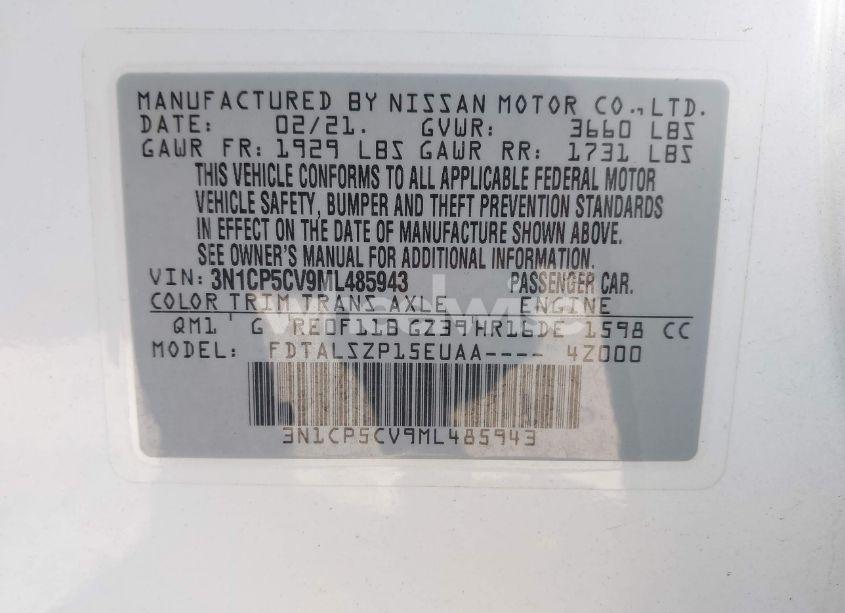 MANUFACTURED BY NISSAN MOTOR CO.,LTD.
DATE: 02/21. GVWR: 3660 LBS
GAWR FR: 1929 LBS GAWR RR: 1731 LBS
THIS VEHICLE CONFORMS TO ALL APPLICABLE FEDERAL MOTOR
VEHICLE SAFETY, BUMPER AND THEFT PREVENTION STANDARDS
IN EFFECT ON THE DATE OF MANUFACTURE SHOWN ABOVE.
SEE OWNER'S MANUAL FOR ADDITIONAL INFORMATION.
VIN: 3N1CP5CV9ML485943 PASSENGER CAR.
COLOR TRIM TRANS AXLE ENGINE
QM1 G RE0F11B GZ39 HR16DE 1598 CC
MODEL: FDTALSZP15EUAA---- 4Z000
3N1CP5CV9ML485943